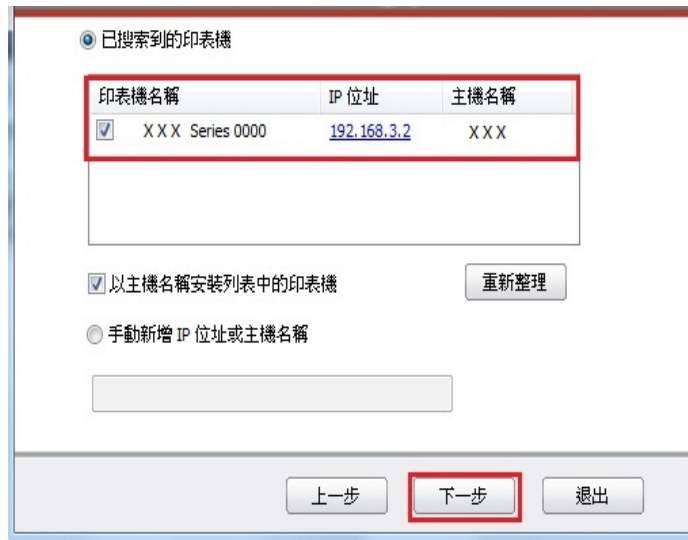 已搜索到的印表機
印表機名稱 IP 位址 主機名稱
X X X Series 0000 192.168.3.2 X X X
以主機名稱安裝列表中的印表機 重新整理
手動新增 IP 位址或主機名稱
上一步 下一步 退出